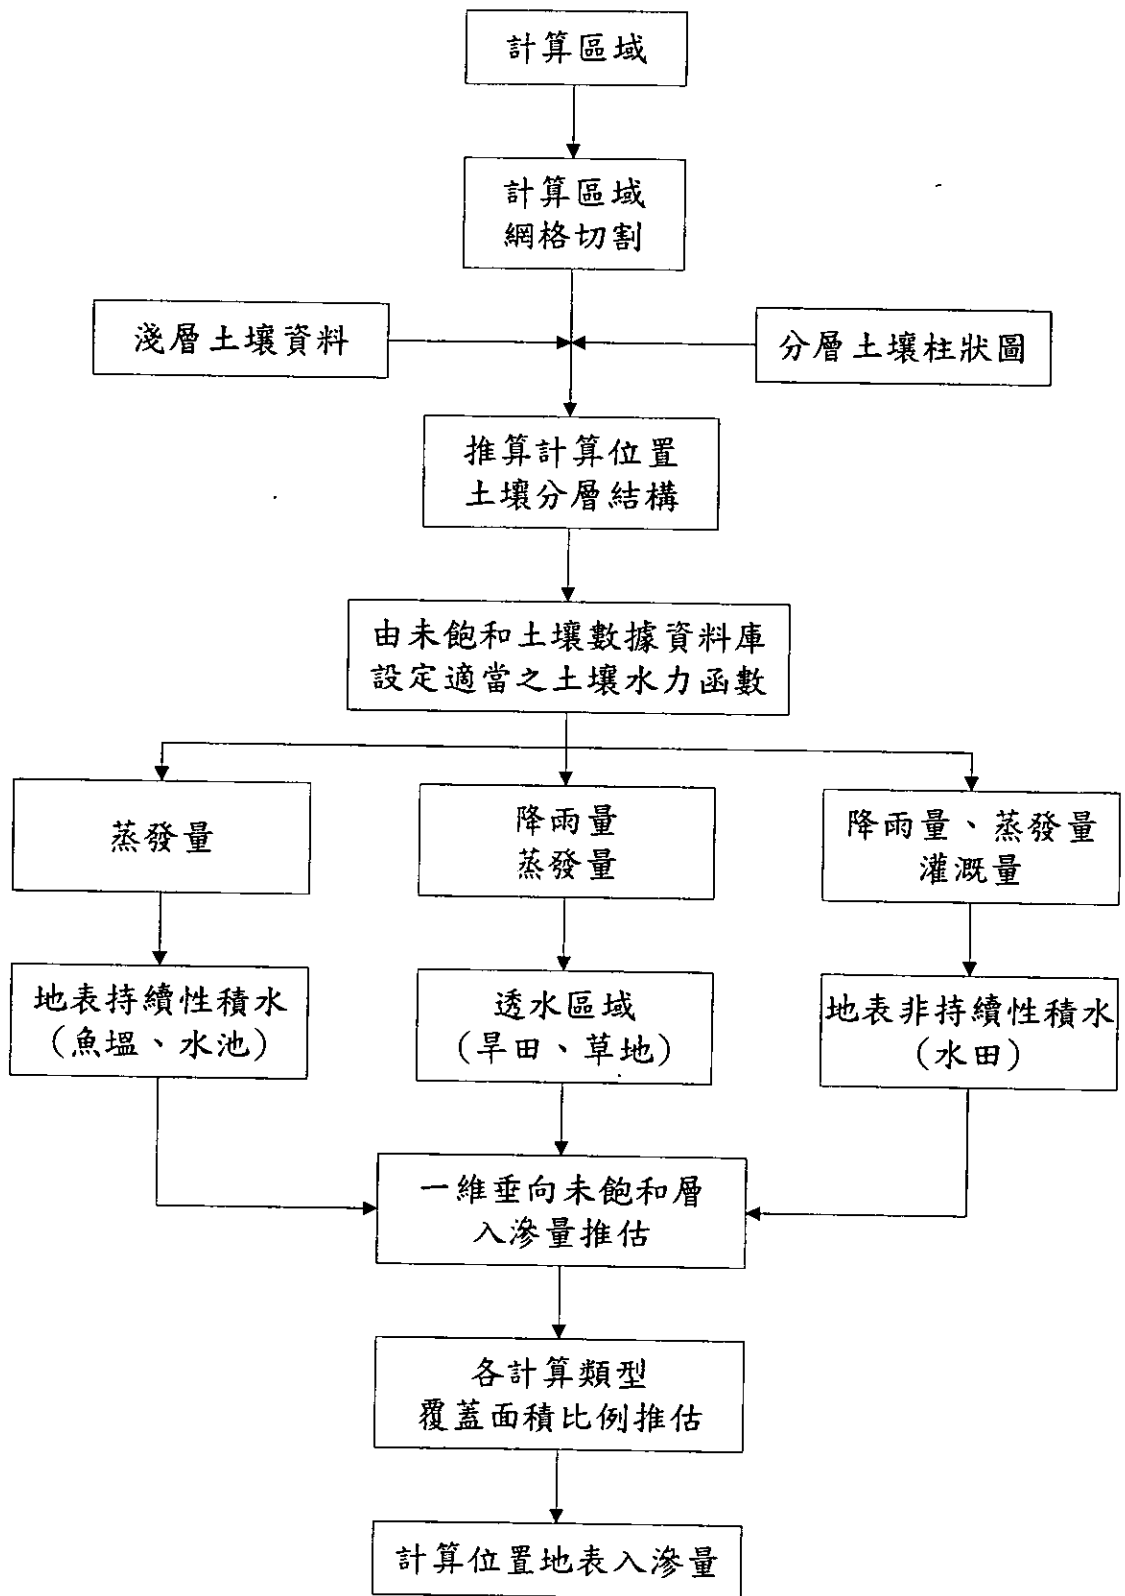 計算區域
計算區域
網格切割
淺層土壤資料
分層土壤柱狀圖
推算計算位置
土壤分層結構
由未飽和土壤數據資料庫
設定適當之土壤水力函數
蒸發量
降雨量
蒸發量
降雨量、蒸發量
灌溉量
地表持續性積水
(魚塭、水池)
透水區域
(旱田、草地)
地表非持續性積水
(水田)
一維垂向未飽和層
入滲量推估
各計算類型
覆蓋面積比例推估
計算位置地表入滲量